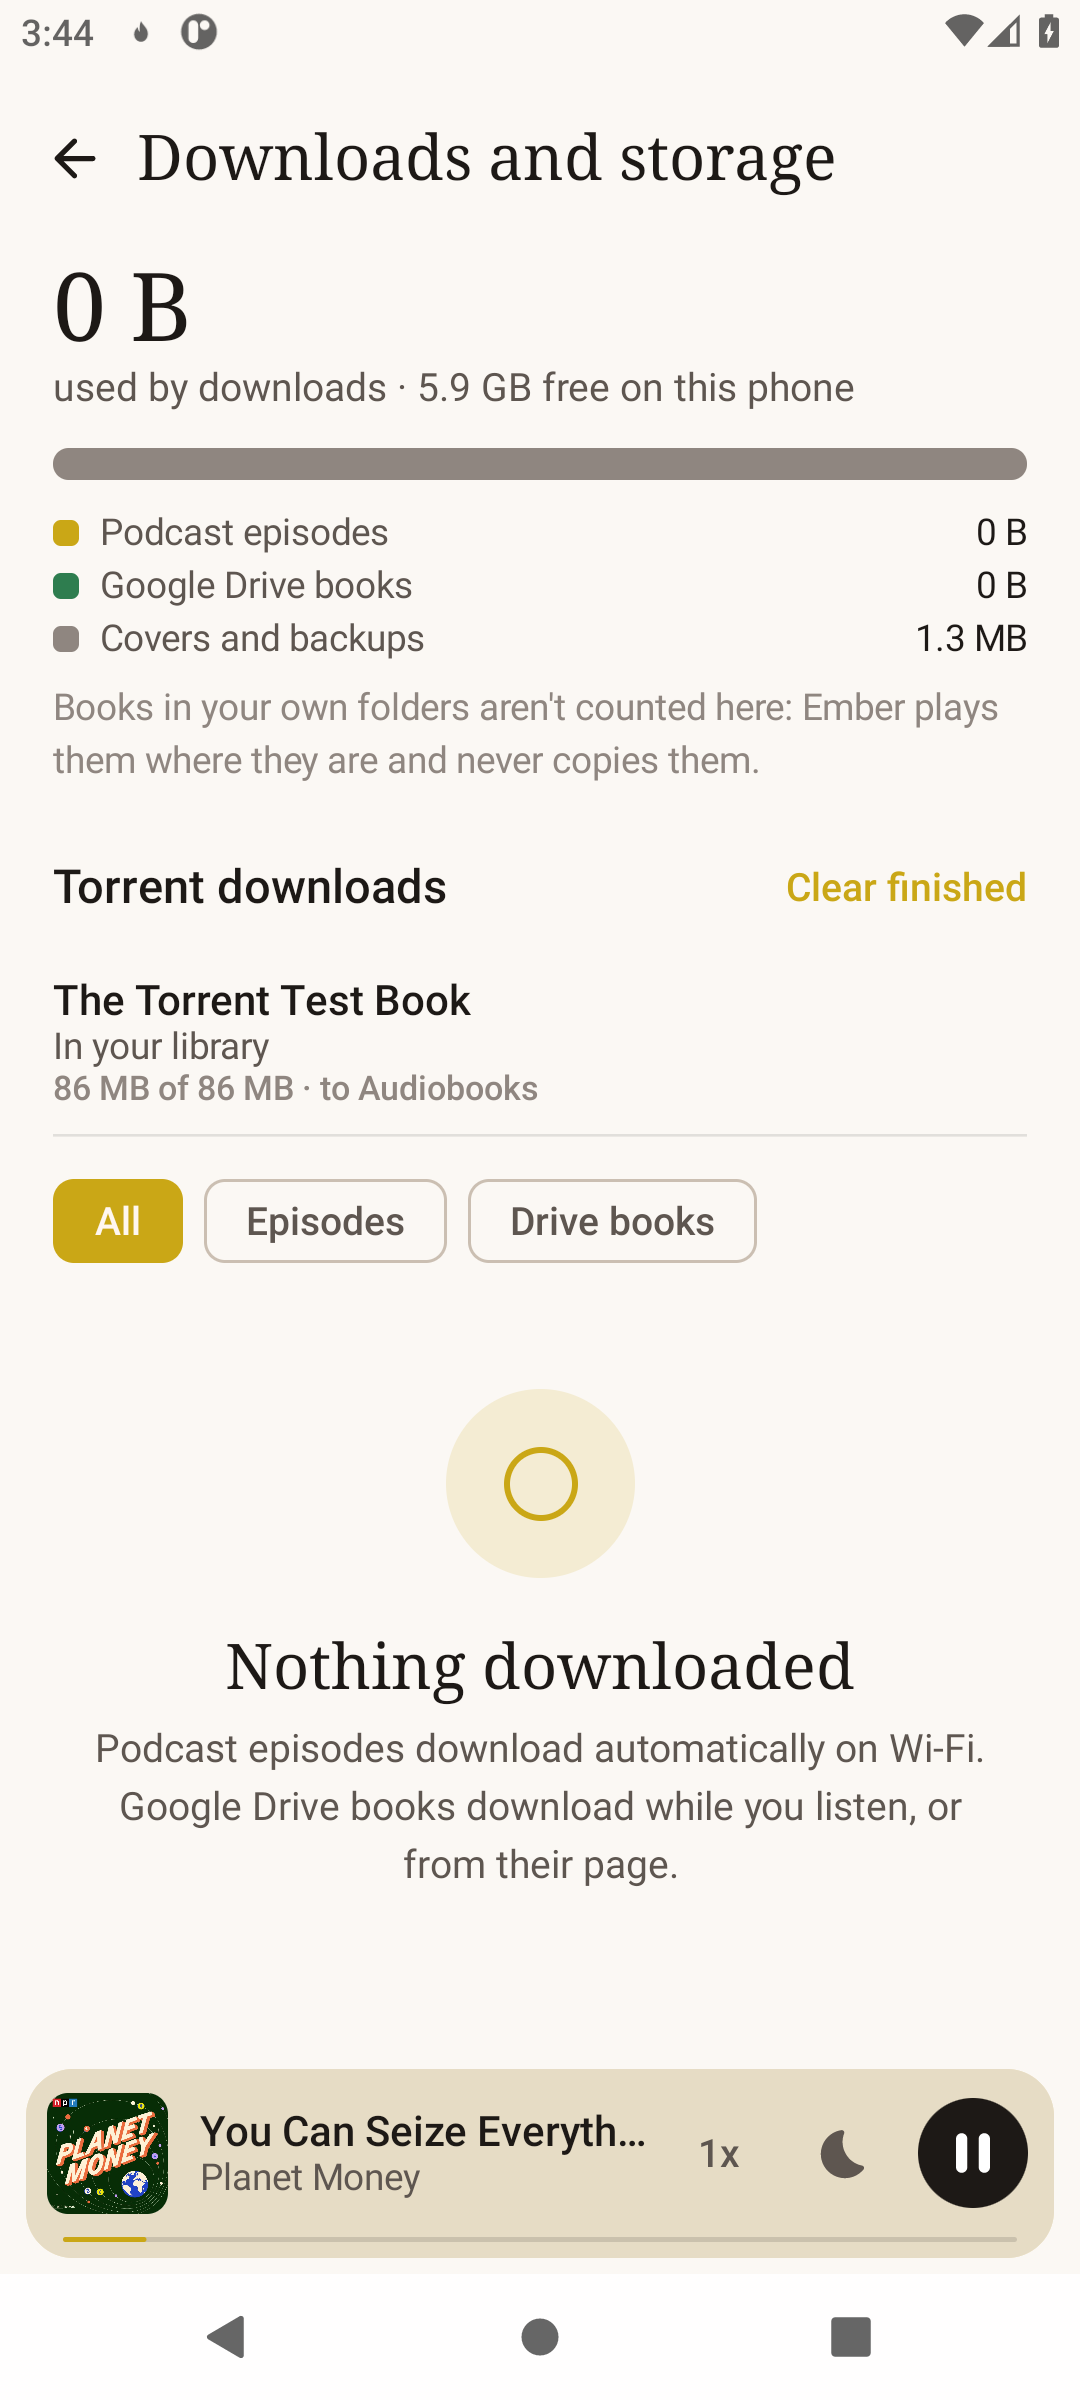 3:44
Downloads and storage
0 B
used by downloads · 5.9 GB free on this phone
Podcast episodes 0 B
Google Drive books 0 B
Covers and backups 1.3 MB
Books in your own folders aren't counted here: Ember plays
them where they are and never copies them.
Torrent downloads Clear finished
The Torrent Test Book
In your library
86 MB of 86 MB · to Audiobooks
All Episodes Drive books
Nothing downloaded
Podcast episodes download automatically on Wi-Fi.
Google Drive books download while you listen, or
from their page.
npr
PLANET
MONEY
You Can Seize Everyth...
Planet Money
1x